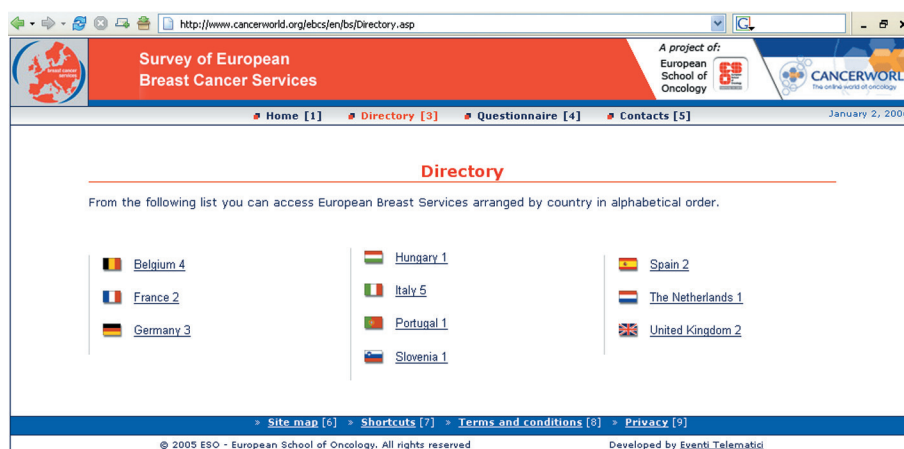 http://www.cancerworld.org/ebcs/en/bs/Directory.asp
G
breast cancer
services
Survey of European
Breast Cancer Services
A project of:
European
School of
Oncology
CANCERWORL
The online world of oncology
Home [1] Directory [3] Questionnaire [4] Contacts [5] January 2, 200
Directory
From the following list you can access European Breast Services arranged by country in alphabetical order.
Belgium 4
France 2
Germany 3
Hungary 1
Italy 5
Portugal 1
Slovenia 1
Spain 2
The Netherlands 1
United Kingdom 2
» Site map [6] » Shortcuts [7] » Terms and conditions [8] » Privacy [9]
© 2005 ESO - European School of Oncology. All rights reserved Developed by Eventi Telematici